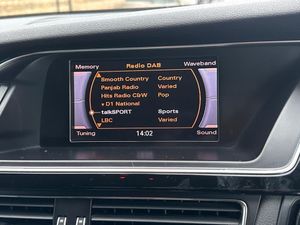 Memory Radio DAB Waveband
Smooth Country Country
Panjab Radio Varied
Hits Radio C&W Pop
D1 National
talkSPORT Sports
LBC Varied
Tuning 14:02 Sound